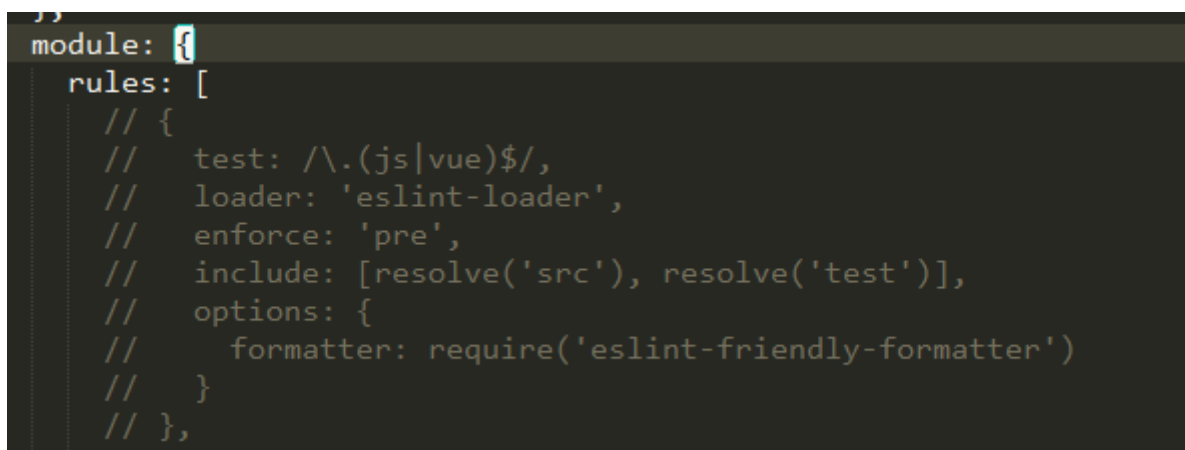 },
module: {
  rules: [
    // {
    //   test: /\.(js|vue)$/,
    //   loader: 'eslint-loader',
    //   enforce: 'pre',
    //   include: [resolve('src'), resolve('test')],
    //   options: {
    //     formatter: require('eslint-friendly-formatter')
    //   }
    // },